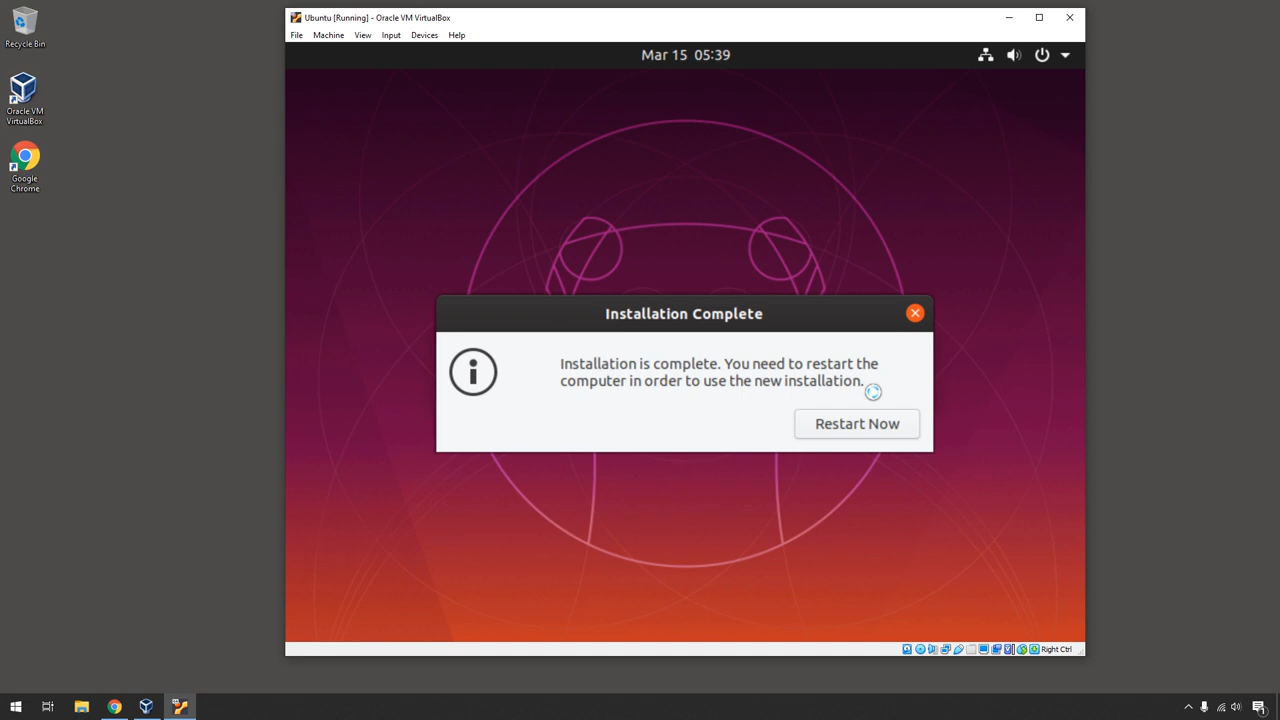 Recycle Bin
Oracle VM
VirtualBox
Google
Chrome
Ubuntu [Running] - Oracle VM VirtualBox
File Machine View Input Devices Help
Mar 15 05:39
Installation Complete
Installation is complete. You need to restart the
computer in order to use the new installation.
Restart Now
Right Ctrl